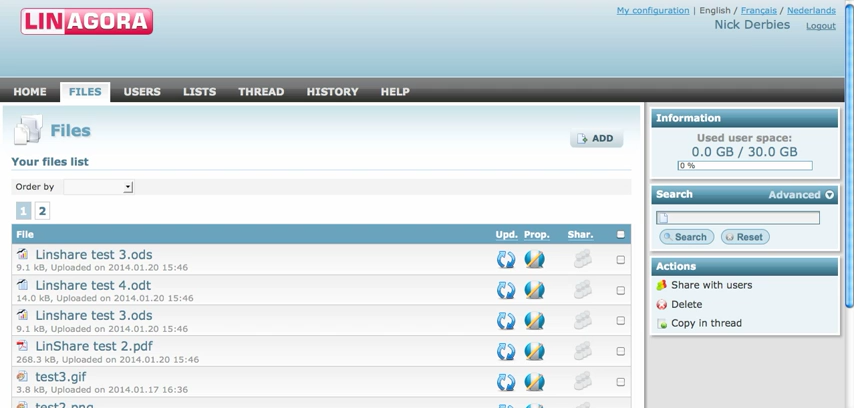 LINAGORA
My configuration | English / Français / Nederlands
Nick Derbies Logout
HOME FILES USERS LISTS THREAD HISTORY HELP
Files
ADD
Your files list
Order by
1 2
File Upd. Prop. Shar.
Linshare test 3.ods
9.1 kB, Uploaded on 2014.01.20 15:46
Linshare test 4.odt
14.0 kB, Uploaded on 2014.01.20 15:46
Linshare test 3.ods
9.1 kB, Uploaded on 2014.01.20 15:46
LinShare test 2.pdf
268.3 kB, Uploaded on 2014.01.20 15:46
test3.gif
3.8 kB, Uploaded on 2014.01.17 16:36
test2.png
Information
Used user space:
0.0 GB / 30.0 GB
0 %
Search Advanced
Search Reset
Actions
Share with users
Delete
Copy in thread